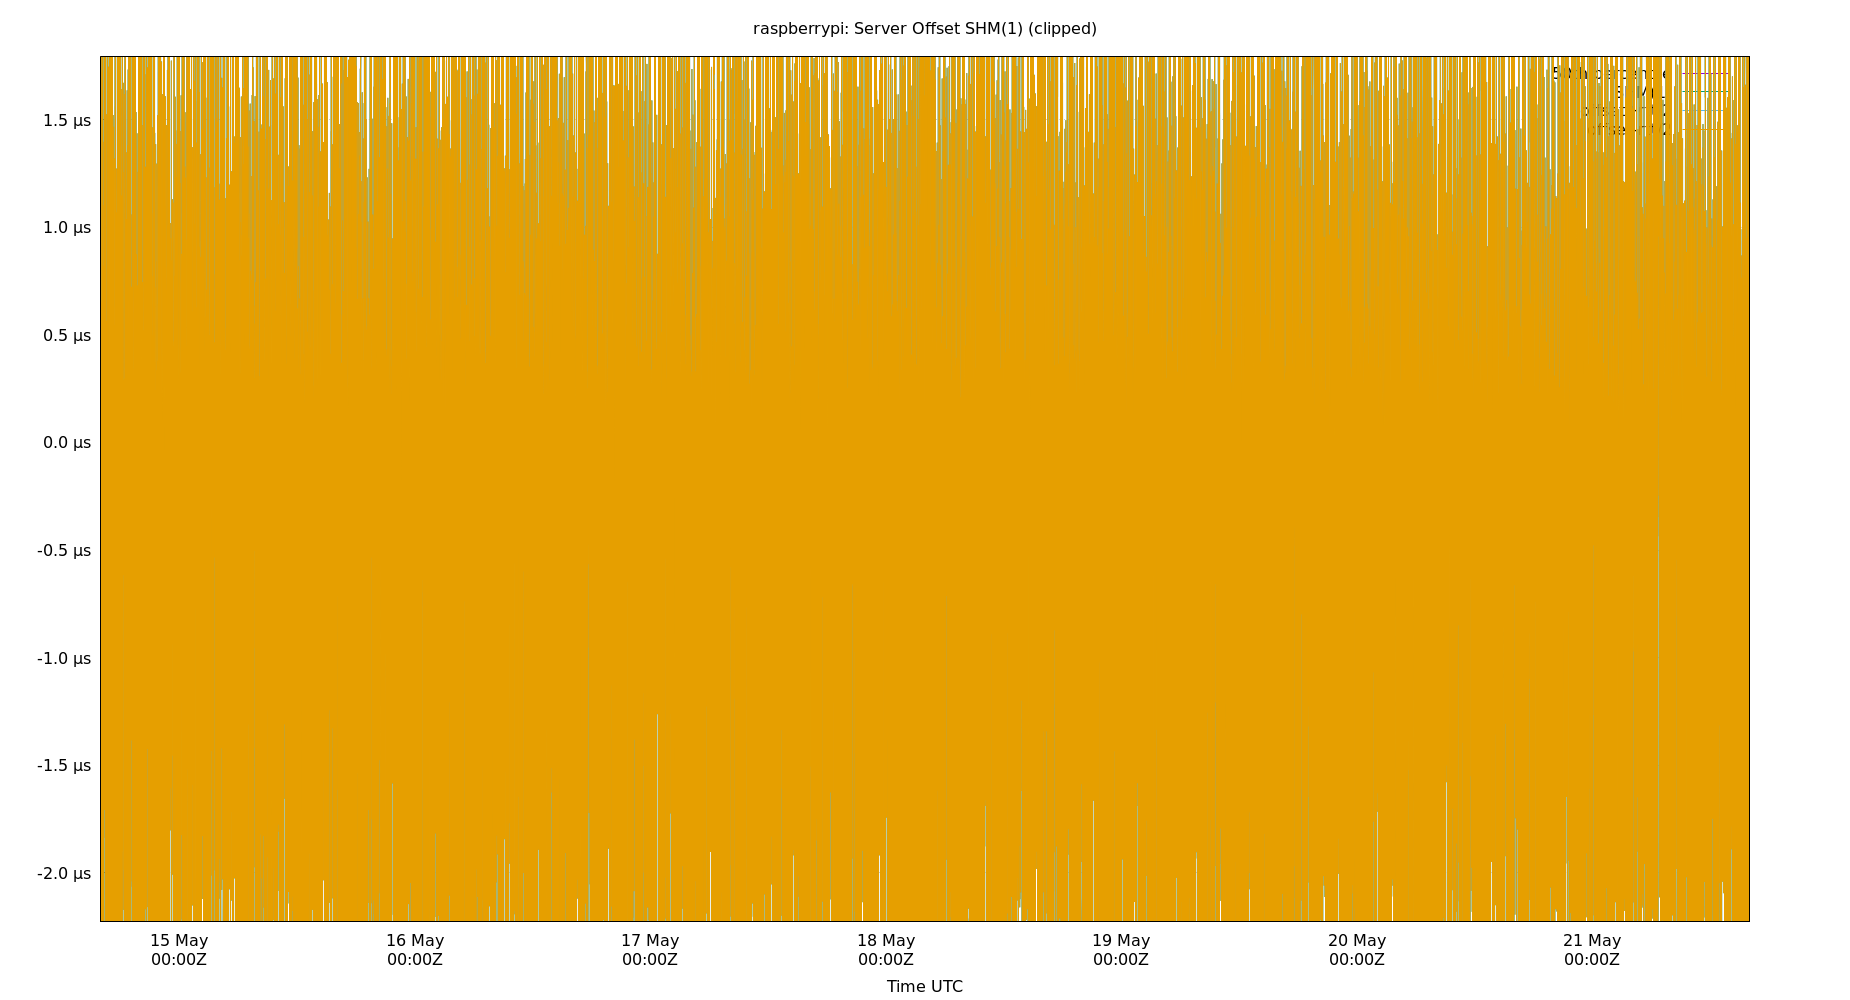 raspberrypi: Server Offset SHM(1) (clipped)
1.5 µs
1.0 µs
0.5 µs
0.0 µs
-0.5 µs
-1.0 µs
-1.5 µs
-2.0 µs
15 May 16 May 17 May 18 May 19 May 20 May 21 May
00:00Z 00:00Z 00:00Z 00:00Z 00:00Z 00:00Z 00:00Z
Time UTC